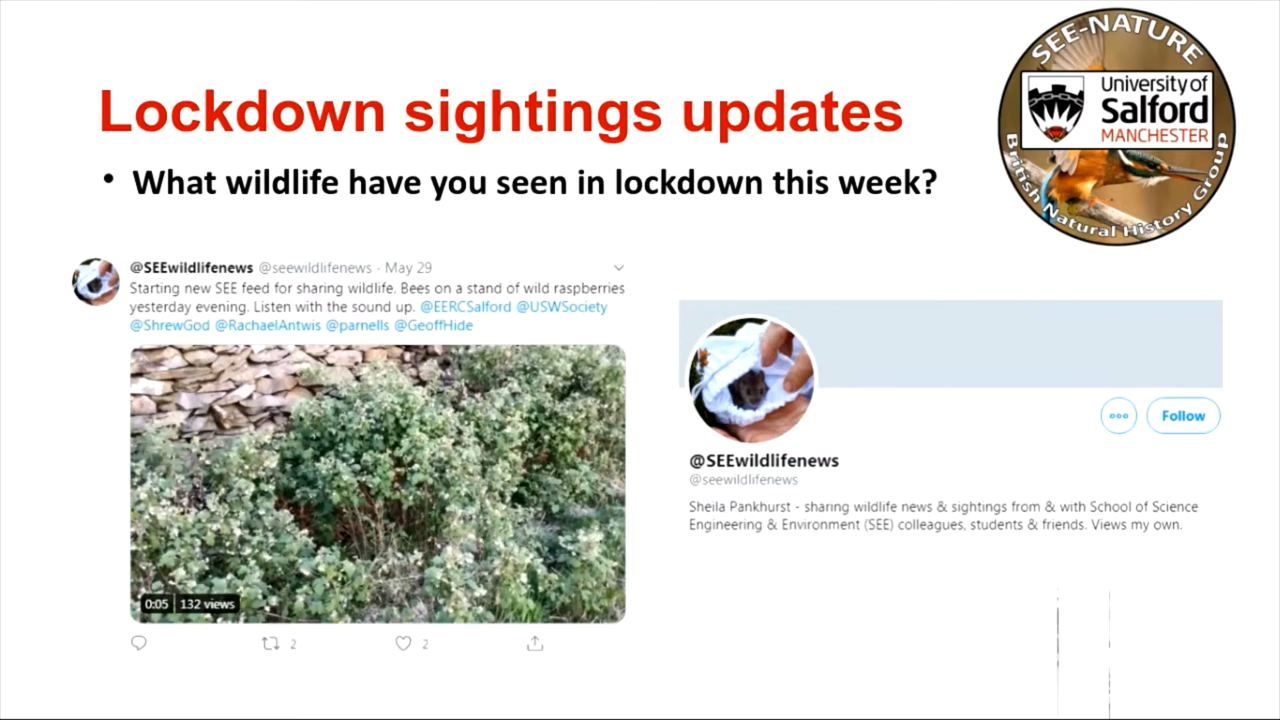 SEE-NATURE
University of
Salford
MANCHESTER
British Natural History Group
Lockdown sightings updates
• What wildlife have you seen in lockdown this week?
@SEEwildlifenews @seewildlifenews · May 29
Starting new SEE feed for sharing wildlife. Bees on a stand of wild raspberries
yesterday evening. Listen with the sound up. @EERCSalford @USWSociety
@ShrewGod @RachaelAntwis @parnells @GeoffHide
0:05 132 views
2 2
Follow
@SEEwildlifenews
@seewildlifenews
Sheila Pankhurst - sharing wildlife news & sightings from & with School of Science
Engineering & Environment (SEE) colleagues, students & friends. Views my own.